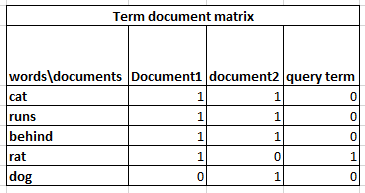 Term document matrix
words\documents Document1 document2 query term
cat 1 1 0
runs 1 1 0
behind 1 1 0
rat 1 0 1
dog 0 1 0